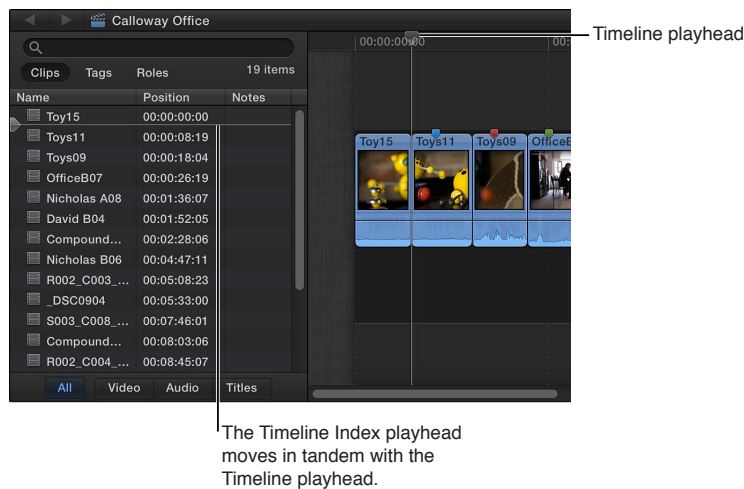 Calloway Office
Timeline playhead
00:00:00:00
00:
Clips Tags Roles 19 items
Name Position Notes
Toy15 00:00:00:00
Toys11 00:00:08:19
Toys09 00:00:18:04
OfficeB07 00:00:26:19
Nicholas A08 00:01:36:07
David B04 00:01:52:05
Compound... 00:02:28:06
Nicholas B06 00:04:47:11
R002_C003_... 00:05:08:23
_DSC0904 00:05:33:00
S003_C008_... 00:07:46:01
Compound... 00:08:03:06
R002_C004_... 00:08:45:07
All Video Audio Titles
Toy15 Toys11 Toys09 OfficeB
The Timeline Index playhead
moves in tandem with the
Timeline playhead.